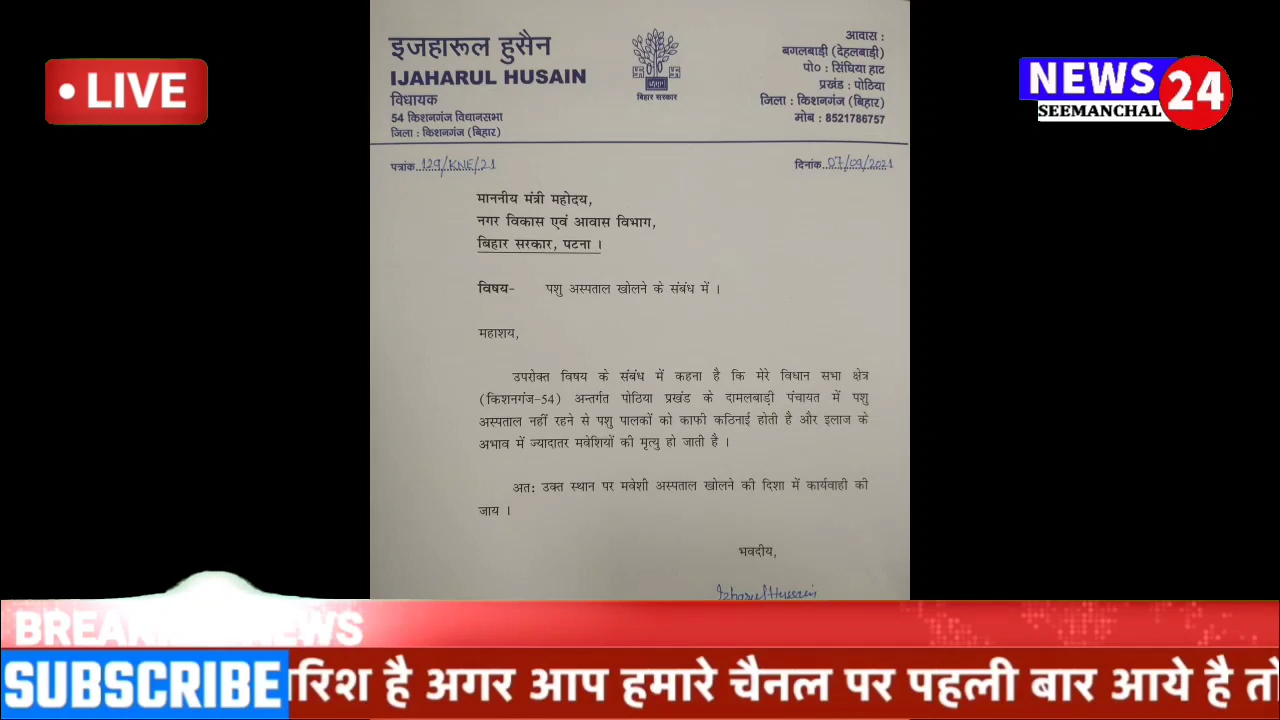 • LIVE
NEWS 24
SEEMANCHAL
इजहारूल हुसैन
IJAHARUL HUSAIN
विधायक
54 किशनगंज विधानसभा
जिला : किशनगंज (बिहार)
बिहार सरकार
आवास :
बगलबाड़ी (देहलबाड़ी)
पो० : सिंधिया हाट
प्रखंड : पोठिया
जिला : किशनगंज (बिहार)
मोब : 8521786757
पत्रांक 129/KNE/21
दिनांक 07/09/2021
माननीय मंत्री महोदय,
नगर विकास एवं आवास विभाग,
बिहार सरकार, पटना ।
विषय- पशु अस्पताल खोलने के संबंध में ।
महाशय,
उपरोक्त विषय के संबंध में कहना है कि मेरे विधान सभा क्षेत्र
(किशनगंज-54) अन्तर्गत पोठिया प्रखंड के दामलबाड़ी पंचायत में पशु
अस्पताल नहीं रहने से पशु पालकों को काफी कठिनाई होती है और इलाज के
अभाव में ज्यादातर मवेशियों की मृत्यु हो जाती है ।
अत: उक्त स्थान पर मवेशी अस्पताल खोलने की दिशा में कार्यवाही की
जाय ।
भवदीय,
Izharul Hussain
BREAKING NEWS
SUBSCRIBE रिश है अगर आप हमारे चैनल पर पहली बार आये है तो